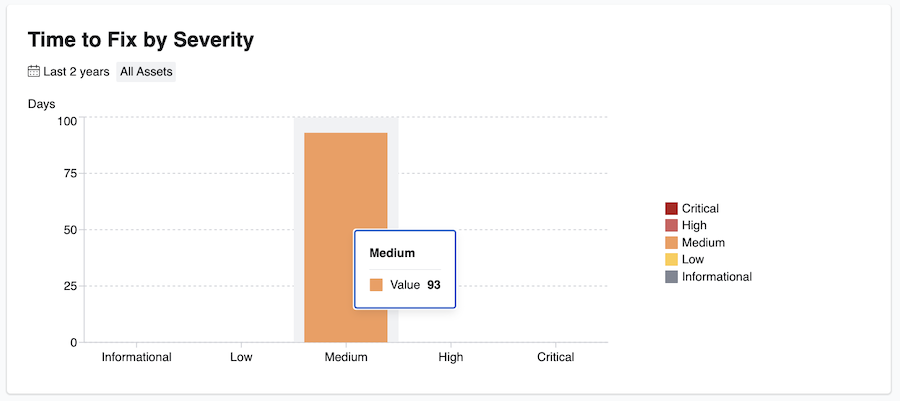 Time to Fix by Severity
Last 2 years All Assets
Days
100
75
50
25
0
Medium
Value 93
Informational Low Medium High Critical
Critical
High
Medium
Low
Informational